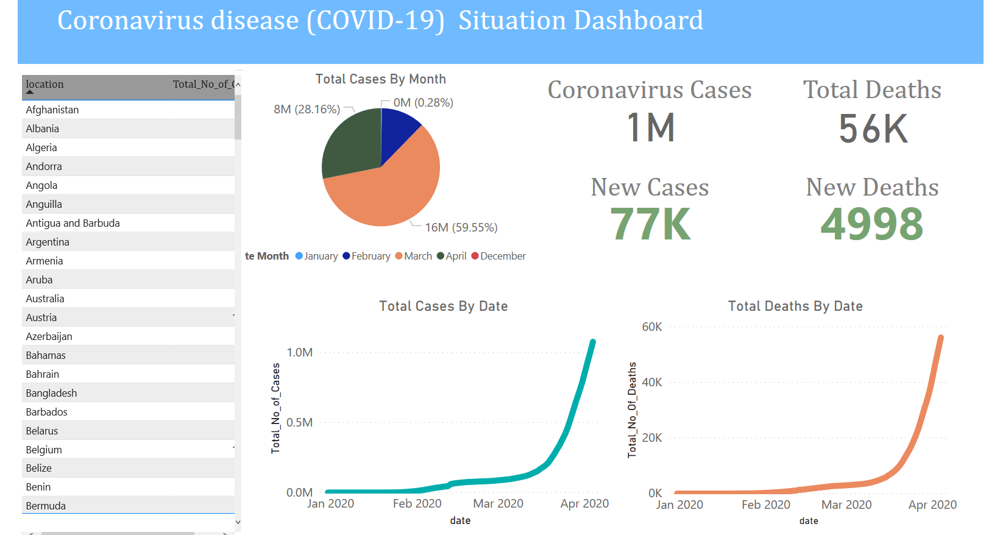 Coronavirus disease (COVID-19) Situation Dashboard
location Total_No_of_C
Afghanistan
Albania
Algeria
Andorra
Angola
Anguilla
Antigua and Barbuda
Argentina
Armenia
Aruba
Australia
Austria
Azerbaijan
Bahamas
Bahrain
Bangladesh
Barbados
Belarus
Belgium
Belize
Benin
Bermuda
Total Cases By Month
0M (0.28%)
8M (28.16%)
16M (59.55%)
te Month January February March April December
Coronavirus Cases
1M
Total Deaths
56K
New Cases
77K
New Deaths
4998
Total Cases By Date
Total_No_of_Cases
1.0M
0.5M
0.0M
Jan 2020 Feb 2020 Mar 2020 Apr 2020
date
Total Deaths By Date
Total_No_Of_Deaths
60K
40K
20K
0K
Jan 2020 Feb 2020 Mar 2020 Apr 2020
date